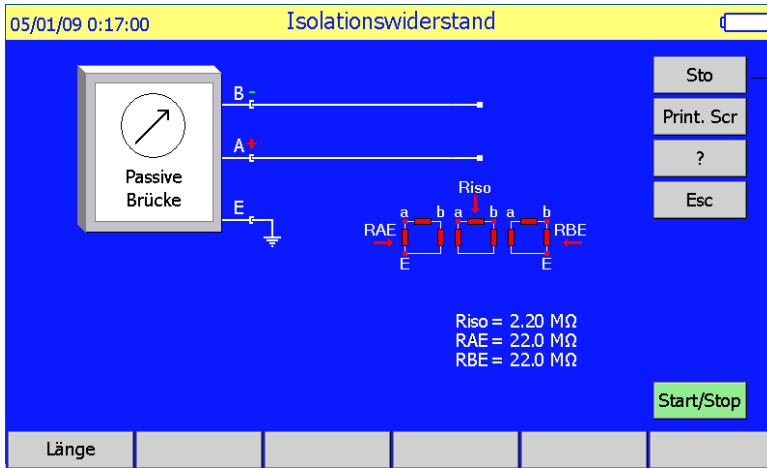 05/01/09 0:17:00 Isolationswiderstand
Sto
Print. Scr
?
Esc
B -
A +
E
Passive
Brücke
Riso
a b a b a b
RAE RBE
E E
Riso = 2.20 MΩ
RAE = 22.0 MΩ
RBE = 22.0 MΩ
Start/Stop
Länge